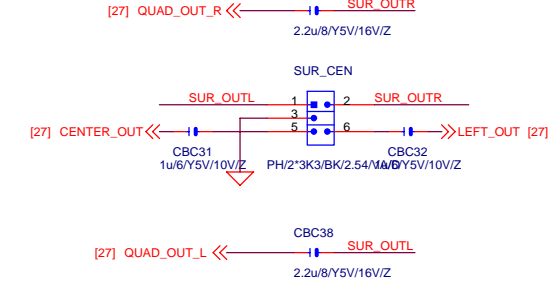 [27] QUAD_OUT_R SUR_OUTR
2.2u/8/Y5V/16V/Z
SUR_CEN
SUR_OUTL 1 2 SUR_OUTR
3
[27] CENTER_OUT 5 6 LEFT_OUT [27]
CBC31 CBC32
1u/6/Y5V/10V/Z PH/2*3K3/BK/2.54/VA/D 1u/6/Y5V/10V/Z
CBC38
[27] QUAD_OUT_L SUR_OUTL
2.2u/8/Y5V/16V/Z